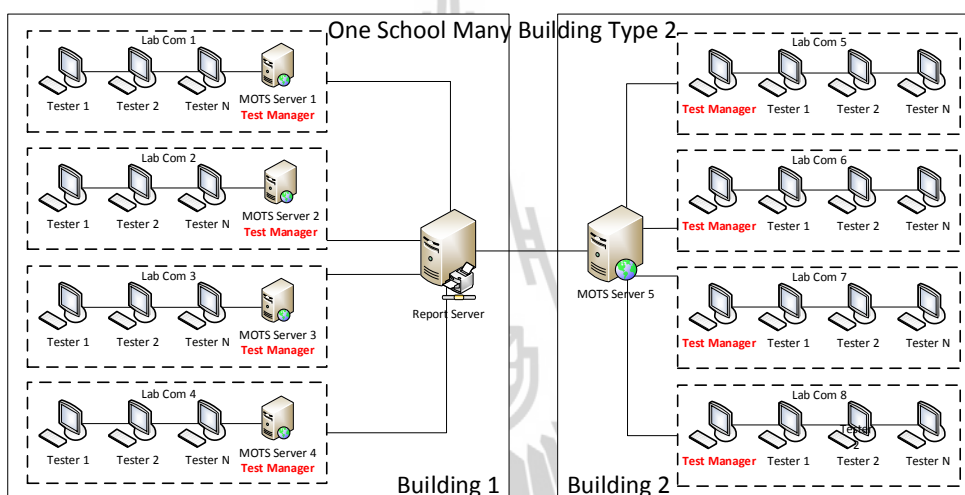 One School Many Building Type 2
Lab Com 1
Tester 1 Tester 2 Tester N MOTS Server 1
Test Manager
Lab Com 2
Tester 1 Tester 2 Tester N MOTS Server 2
Test Manager
Lab Com 3
Tester 1 Tester 2 Tester N MOTS Server 3
Test Manager
Lab Com 4
Tester 1 Tester 2 Tester N MOTS Server 4
Test Manager
Report Server
Building 1
MOTS Server 5
Lab Com 5
Test Manager Tester 1 Tester 2 Tester N
Lab Com 6
Test Manager Tester 1 Tester 2 Tester N
Lab Com 7
Test Manager Tester 1 Tester 2 Tester N
Lab Com 8
Tester
2
Test Manager Tester 1 Tester 2 Tester N
Building 2